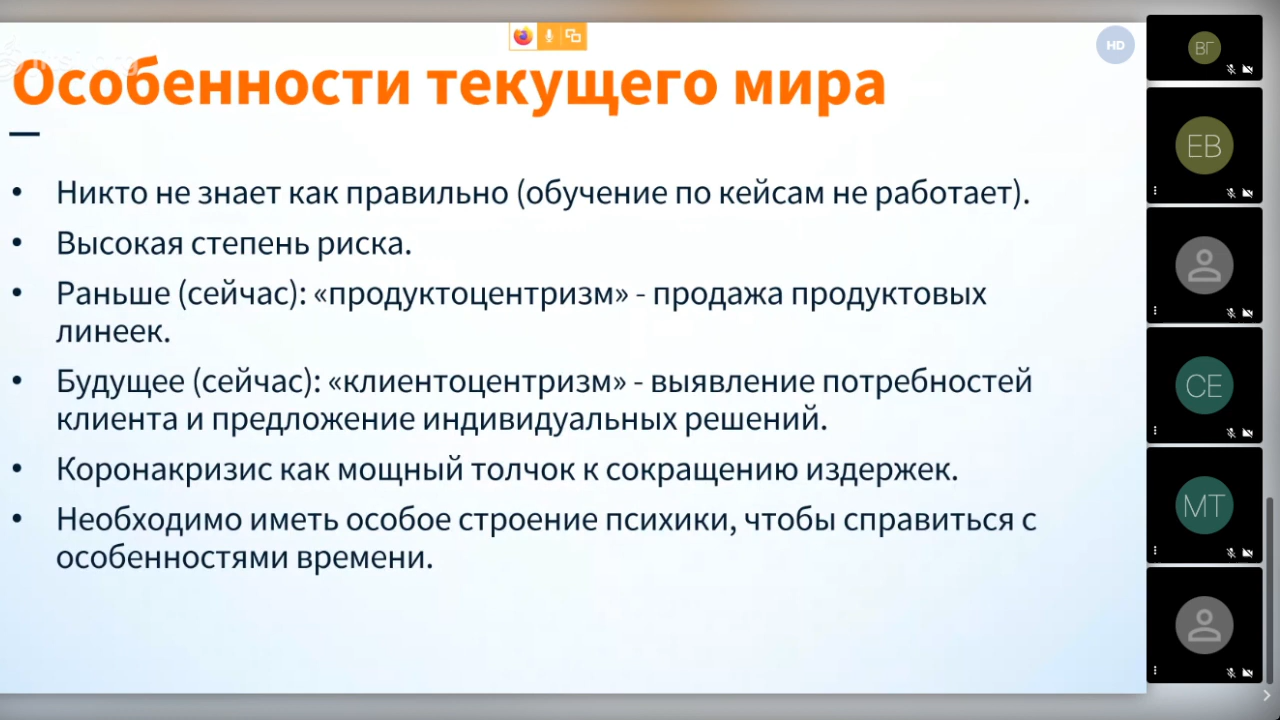 Особенности текущего мира
• Никто не знает как правильно (обучение по кейсам не работает).
• Высокая степень риска.
• Раньше (сейчас): «продуктоцентризм» - продажа продуктовых
линеек.
• Будущее (сейчас): «клиентоцентризм» - выявление потребностей
клиента и предложение индивидуальных решений.
• Коронакризис как мощный толчок к сокращению издержек.
• Необходимо иметь особое строение психики, чтобы справиться с
особенностями времени.
HD
ВГ
ЕВ
СЕ
МТ